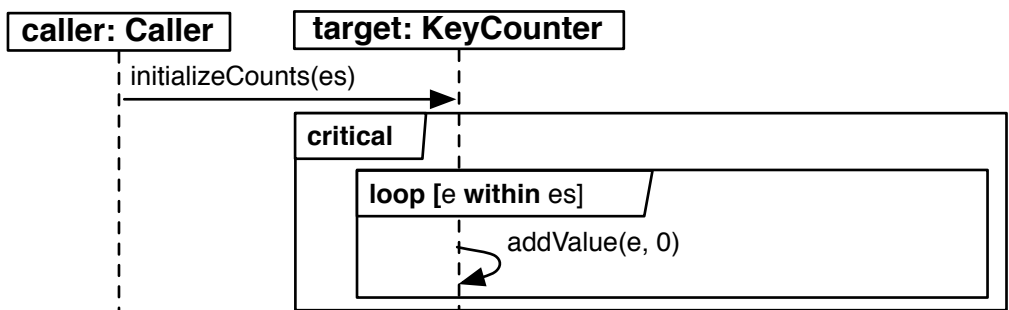 caller: Caller
target: KeyCounter
initializeCounts(es)
critical
loop [e within es]
addValue(e, 0)